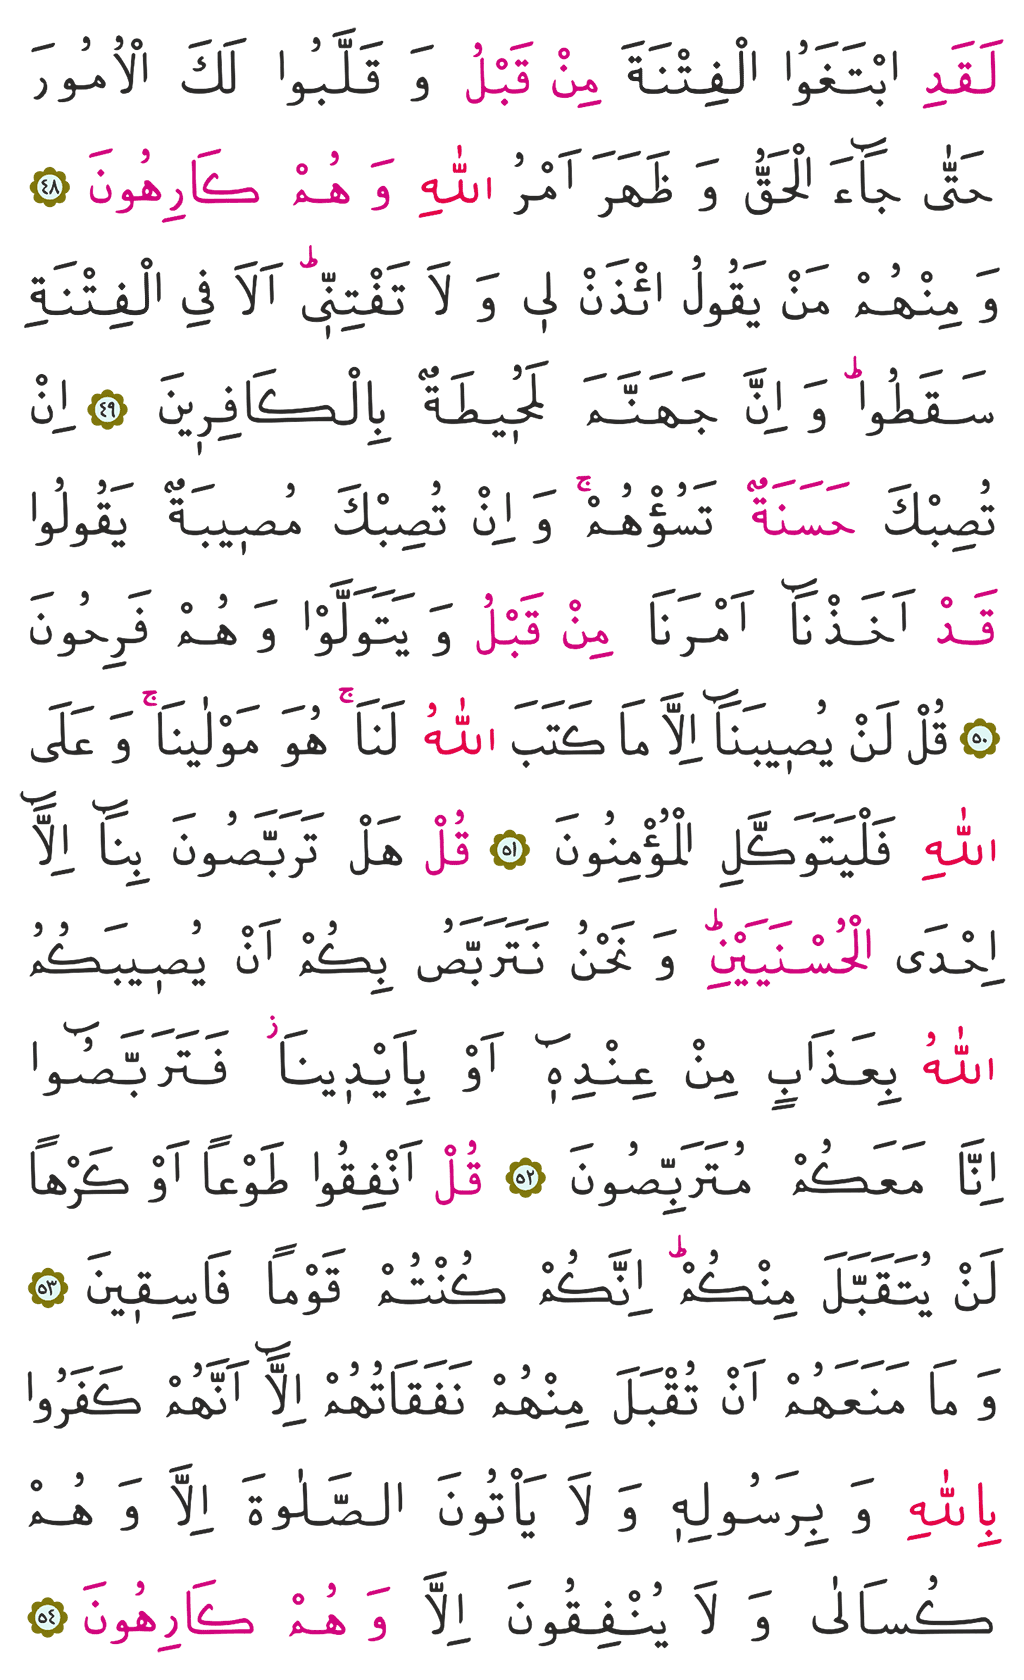 لَقَدِ ابْتَغَوُا الْفِتْنَةَ مِنْ قَبْلُ وَ قَلَّبُوا لَكَ الْاُمُورَ
حَتّٰى جَٓاءَ الْحَقُّ وَ ظَهَرَ اَمْرُ اللّٰهِ وَ هُمْ كَارِهُونَ ٤٨
وَ مِنْهُمْ مَنْ يَقُولُ ائْذَنْ لٖى وَ لَا تَفْتِنّٖىؕ اَلَا فِى الْفِتْنَةِ
سَقَطُواؕ وَ اِنَّ جَهَنَّمَ لَمُحٖيطَةٌ بِالْكَافِرٖينَ ٤٩ اِنْ
تُصِبْكَ حَسَنَةٌ تَسُؤْهُمْۚ وَ اِنْ تُصِبْكَ مُصٖيبَةٌ يَقُولُوا
قَدْ اَخَذْنَٓا اَمْرَنَا مِنْ قَبْلُ وَ يَتَوَلَّوْا وَ هُمْ فَرِحُونَ
٥٠ قُلْ لَنْ يُصٖيبَنَٓا اِلَّا مَا كَتَبَ اللّٰهُ لَنَاۚ هُوَ مَوْلٰينَاۚ وَ عَلَى
اللّٰهِ فَلْيَتَوَكَّلِ الْمُؤْمِنُونَ ٥١ قُلْ هَلْ تَرَبَّصُونَ بِنَٓا اِلَّٓا
اِحْدَى الْحُسْنَيَيْنِؕ وَ نَحْنُ نَتَرَبَّصُ بِكُمْ اَنْ يُصٖيبَكُمُ
اللّٰهُ بِعَذَابٍ مِنْ عِنْدِهٖٓ اَوْ بِاَيْدٖينَاؗ فَتَرَبَّصُٓوا
اِنَّا مَعَكُمْ مُتَرَبِّصُونَ ٥٢ قُلْ اَنْفِقُوا طَوْعاً اَوْ كَرْهاً
لَنْ يُتَقَبَّلَ مِنْكُمْؕ اِنَّكُمْ كُنْتُمْ قَوْماً فَاسِقٖينَ ٥٣
وَ مَا مَنَعَهُمْ اَنْ تُقْبَلَ مِنْهُمْ نَفَقَاتُهُمْ اِلَّٓا اَنَّهُمْ كَفَرُوا
بِاللّٰهِ وَ بِرَسُولِهٖ وَ لَا يَاْتُونَ الصَّلٰوةَ اِلَّا وَ هُمْ
كُسَالٰى وَ لَا يُنْفِقُونَ اِلَّا وَ هُمْ كَارِهُونَ ٥٤